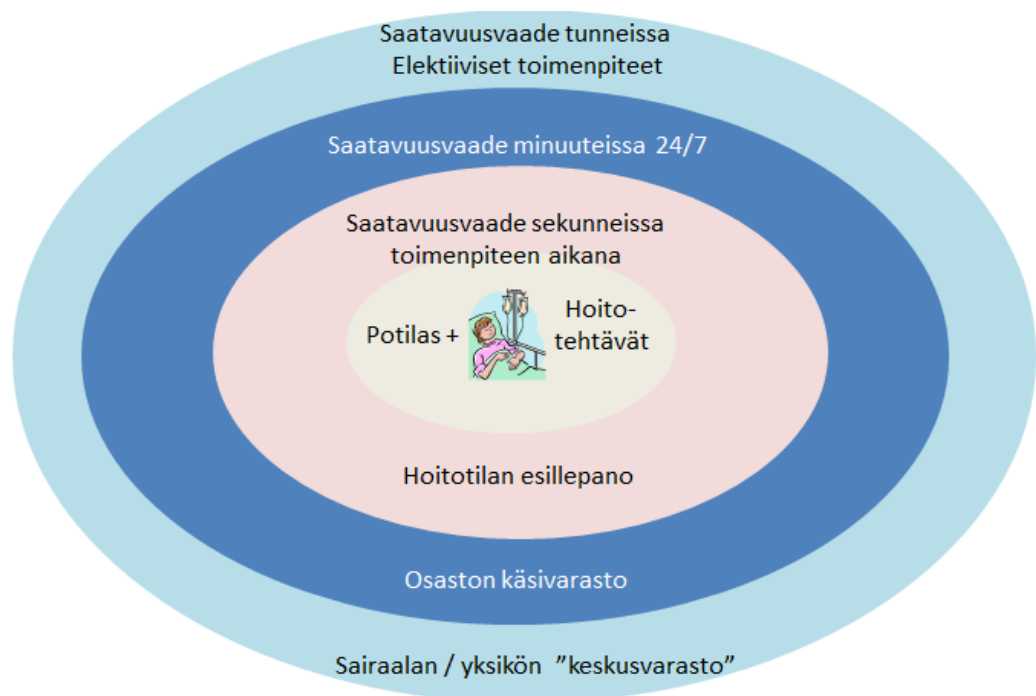 Saatavuusvaade tunneissa
Elektiiviset toimenpiteet
Saatavuusvaade minuuteissa 24/7
Saatavuusvaade sekunneissa
toimenpiteen aikana
Potilas +
Hoito-
tehtävät
Hoitotilan esillepano
Osaston käsivarasto
Sairaalan / yksikön ”keskusvarasto”